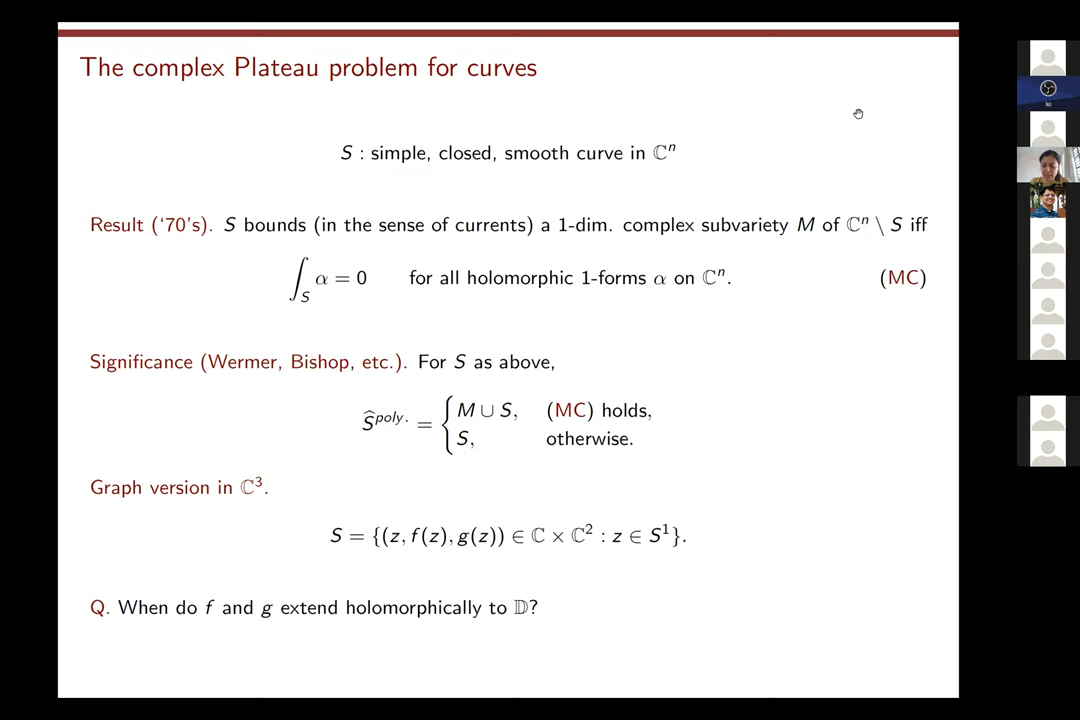 The complex Plateau problem for curves
S : simple, closed, smooth curve in ℂⁿ
Result (‘70’s). S bounds (in the sense of currents) a 1-dim. complex subvariety M of ℂⁿ \ S iff
∫_S α = 0 for all holomorphic 1-forms α on ℂⁿ. (MC)
Significance (Wermer, Bishop, etc.). For S as above,
Ŝ^{poly.} = { M ∪ S, (MC) holds,
S, otherwise.
Graph version in ℂ³.
S = {(z, f(z), g(z)) ∈ ℂ × ℂ² : z ∈ S¹}.
Q. When do f and g extend holomorphically to 𝔻?